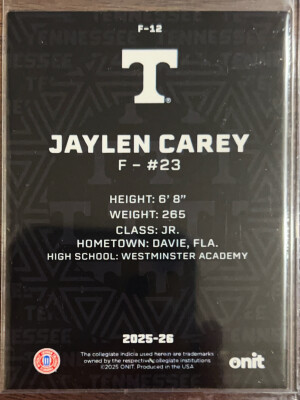 F-12
T
JAYLEN CAREY
F – #23
HEIGHT: 6' 8"
WEIGHT: 265
CLASS: JR.
HOMETOWN: DAVIE, FLA.
HIGH SCHOOL: WESTMINSTER ACADEMY
2025-26
The collegiate indicia used herein are trademarks
owned by the respective collegiate institutions
©2025 ONIT. Produced in the USA
onit